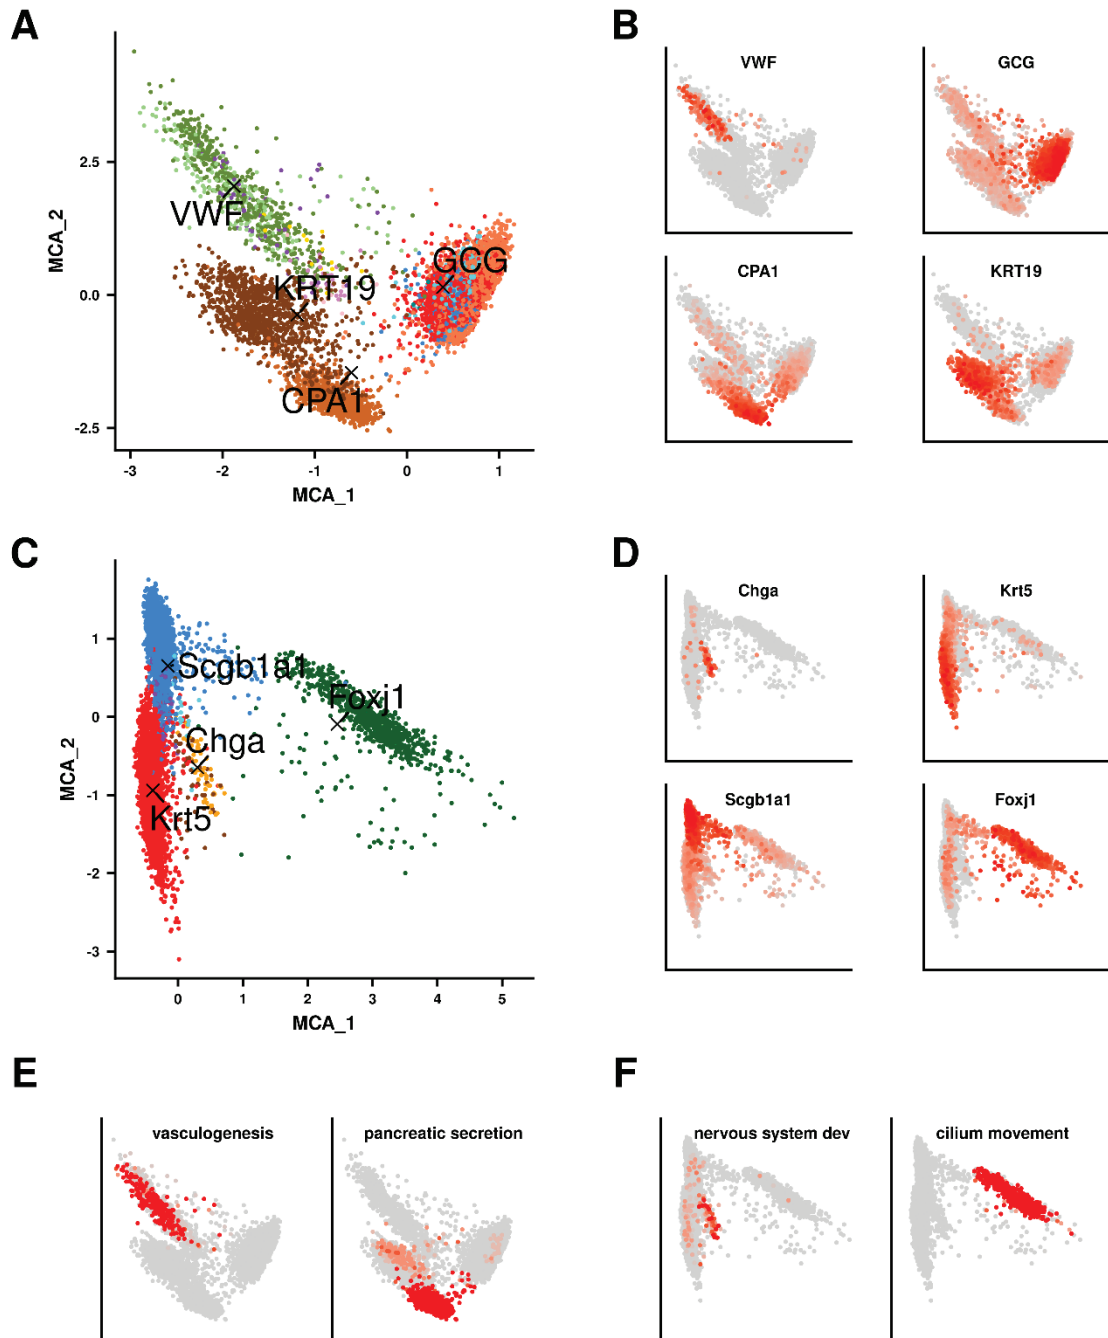 A
2.5
0.0
-2.5
MCA_2
-3
-2
-1
0
1
MCA_1
VWF
KRT19
GCG
CPA1
B
VWF
GCG
CPA1
KRT19
C
1
0
-1
-2
-3
MCA_2
0
1
2
3
4
5
MCA_1
Scgb1a1
Foxj1
Chga
Krt5
D
Chga
Krt5
Scgb1a1
Foxj1
E
vasculogenesis
pancreatic secretion
F
nervous system dev
cilium movement